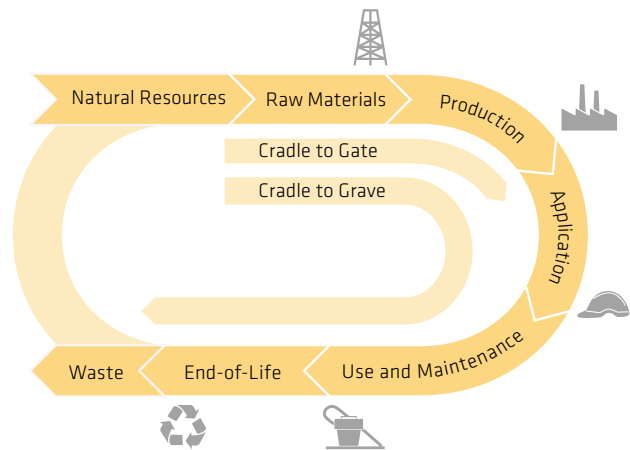 Natural Resources
Raw Materials
Production
Application
Use and Maintenance
End-of-Life
Waste
Cradle to Gate
Cradle to Grave